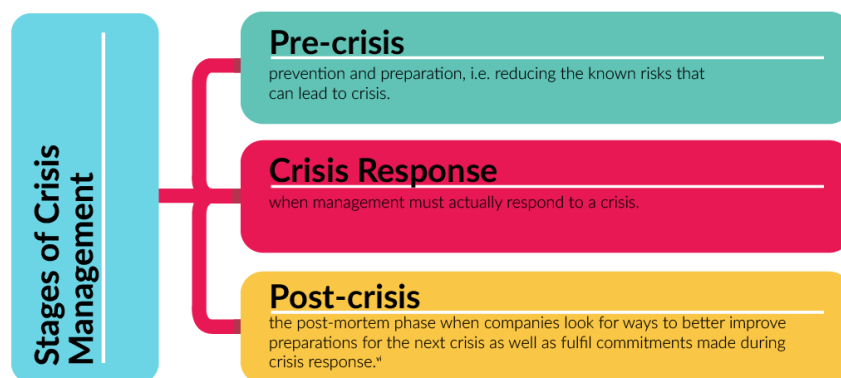 Stages of Crisis
Management
Pre-crisis
prevention and preparation, i.e. reducing the known risks that
can lead to crisis.
Crisis Response
when management must actually respond to a crisis.
Post-crisis
the post-mortem phase when companies look for ways to better improve
preparations for the next crisis as well as fulfil commitments made during
crisis response.ᵛⁱ